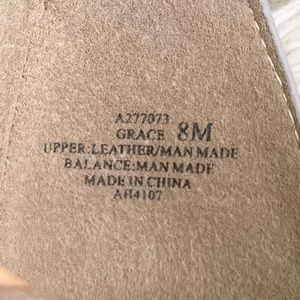 A277073
GRACE 8M
UPPER:LEATHER/MAN MADE
BALANCE:MAN MADE
MADE IN CHINA
AH4107